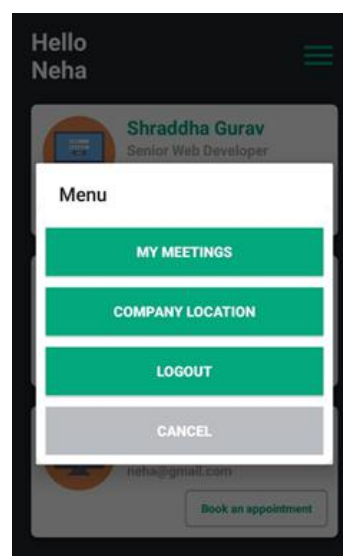 Hello
Neha
Shraddha Gurav
Senior Web Developer
Menu
MY MEETINGS
COMPANY LOCATION
LOGOUT
CANCEL
neha@gmail.com
Book an appointment